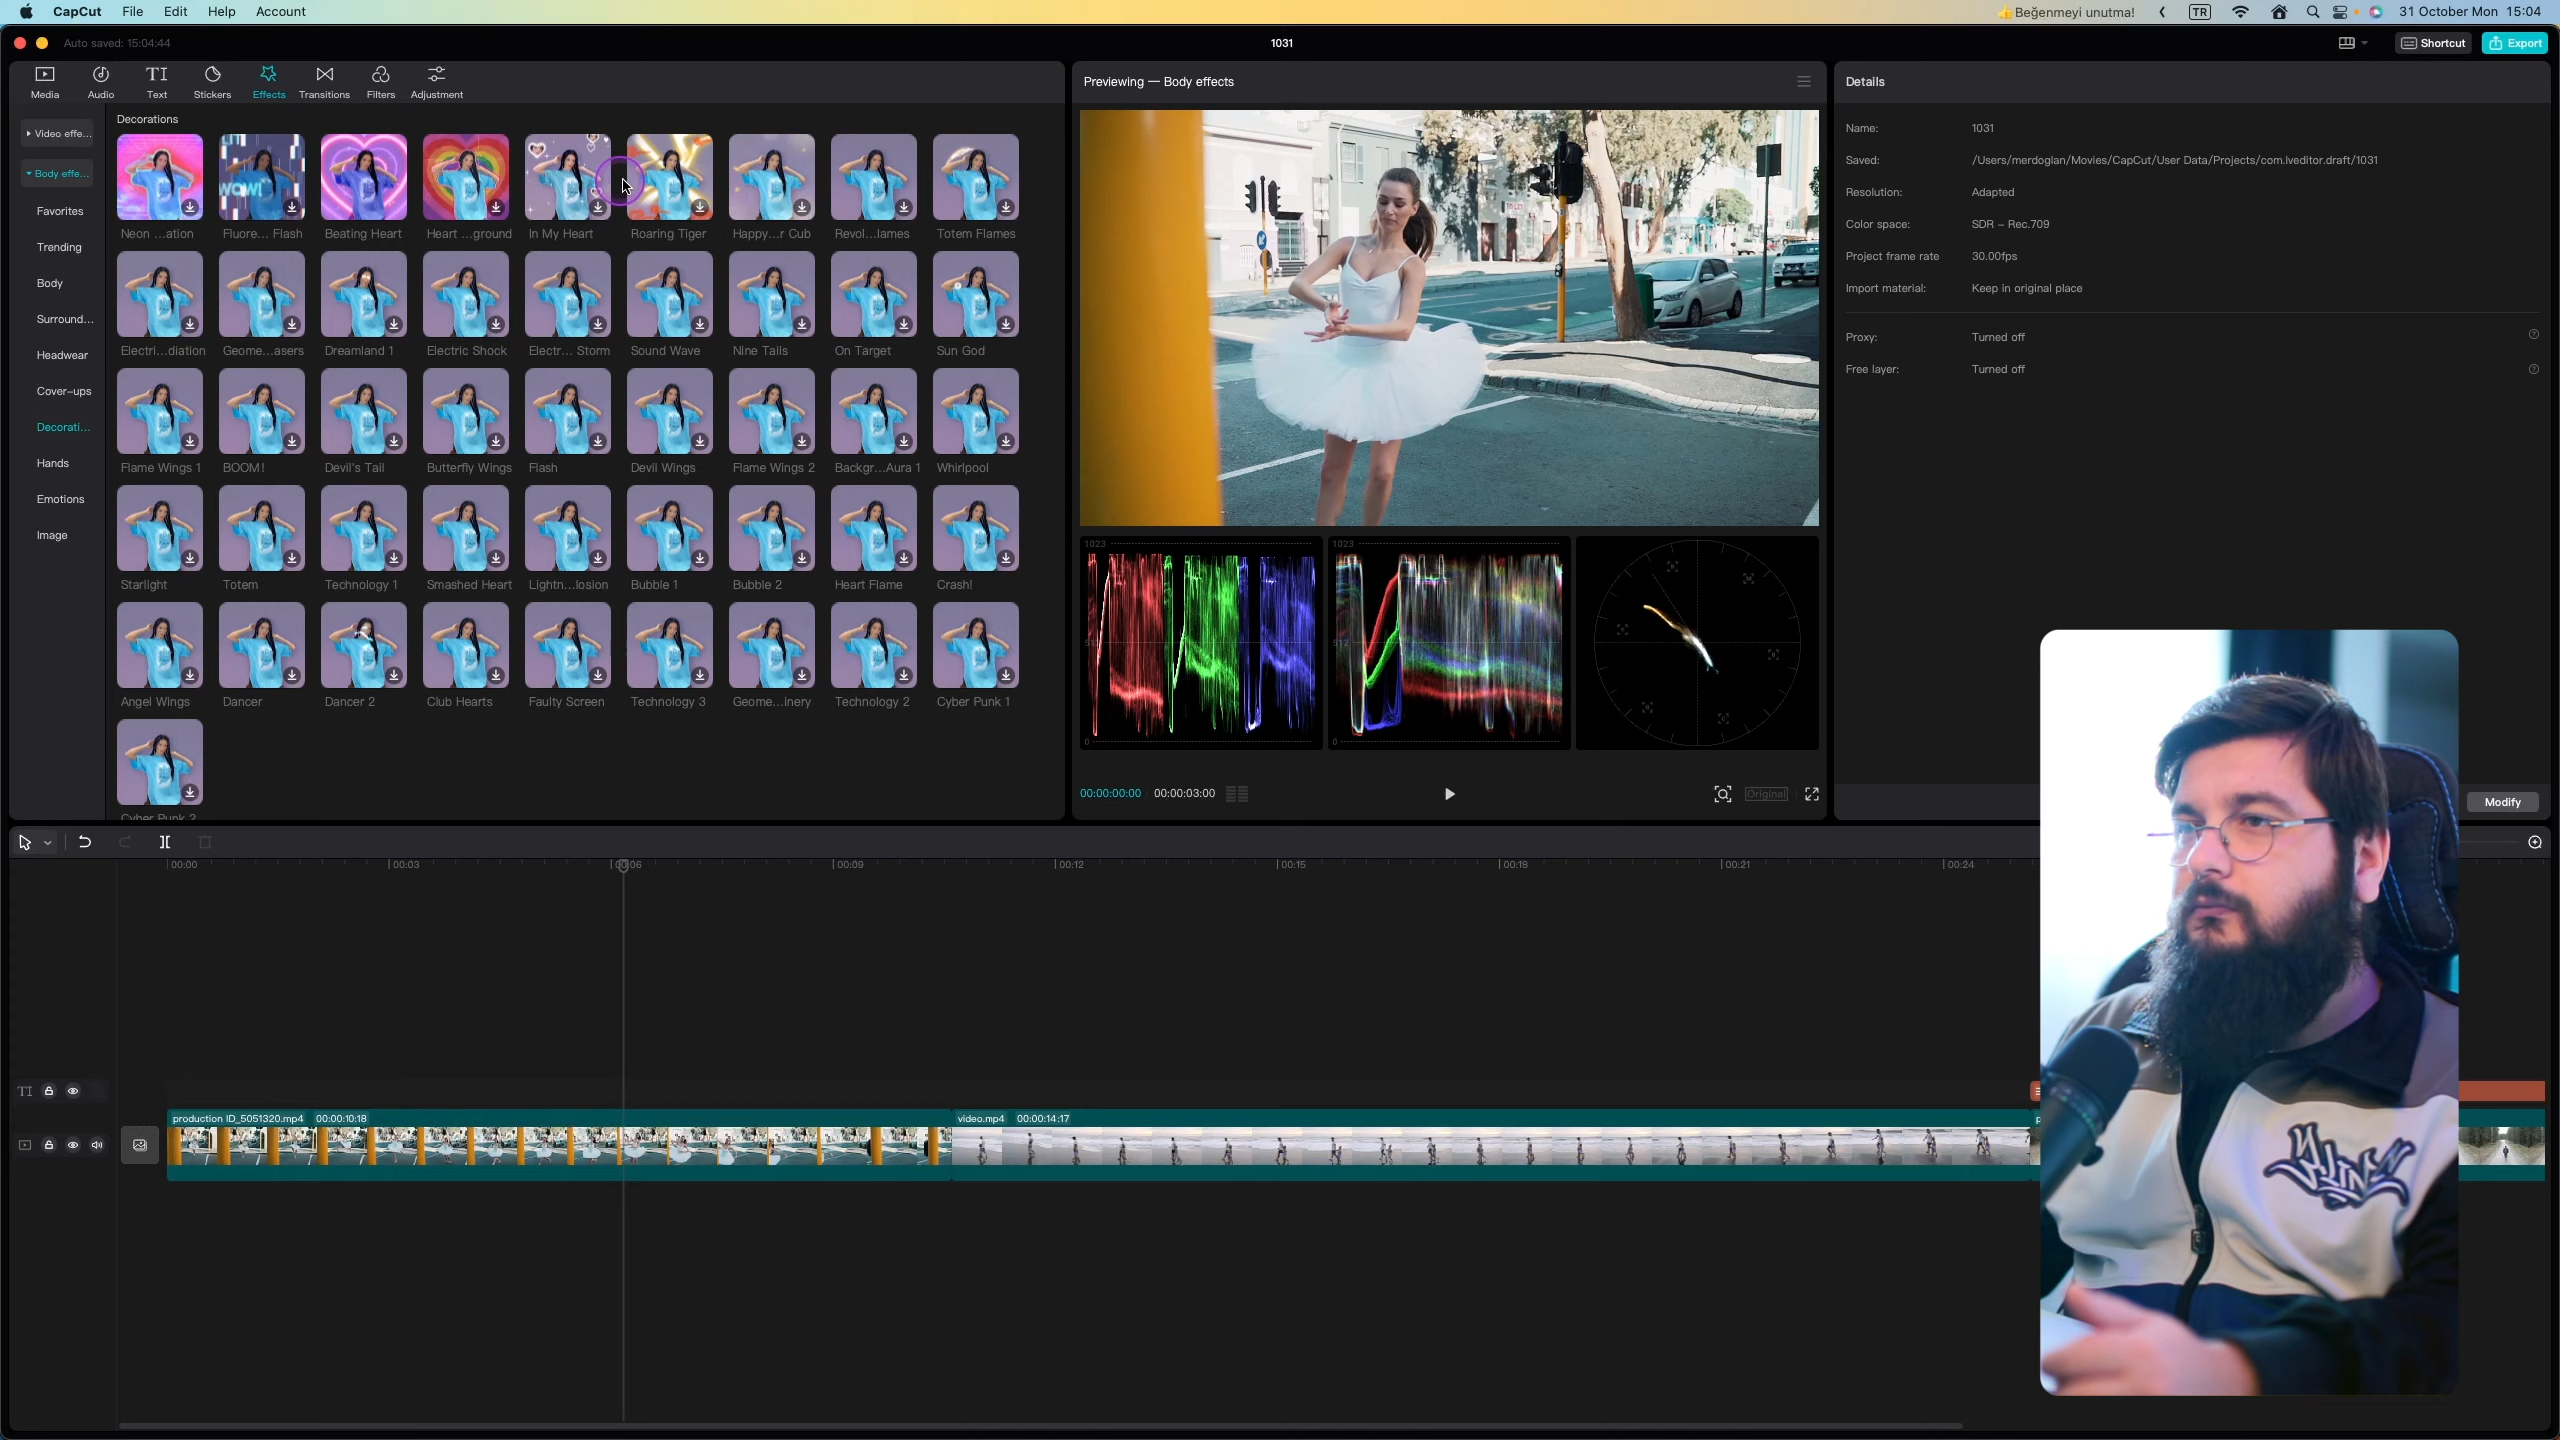 CapCut File Edit Help Account
👍Beğenmeyi unutma! TR 31 October Mon 15:04
Auto saved: 15:04:44
1031
Shortcut Export
Media Audio Text Stickers Effects Transitions Filters Adjustment
▸ Video effe...
▾ Body effe...
Favorites
Trending
Body
Surround...
Headwear
Cover-ups
Decorati...
Hands
Emotions
Image
Decorations
Neon ...ation Fluore... Flash Beating Heart Heart ...ground In My Heart Roaring Tiger Happy...r Cub Revol...lames Totem Flames
Electri...diation Geome...asers Dreamland 1 Electric Shock Electr... Storm Sound Wave Nine Tails On Target Sun God
Flame Wings 1 BOOM! Devil's Tail Butterfly Wings Flash Devil Wings Flame Wings 2 Backgr...Aura 1 Whirlpool
Starlight Totem Technology 1 Smashed Heart Lightn...losion Bubble 1 Bubble 2 Heart Flame Crash!
Angel Wings Dancer Dancer 2 Club Hearts Faulty Screen Technology 3 Geome...inery Technology 2 Cyber Punk 1
Cyber Punk 2
Previewing — Body effects
1023 1023
512 512
0 0
00:00:00:00 00:00:03:00
Original
Details
Name: 1031
Saved: /Users/merdoglan/Movies/CapCut/User Data/Projects/com.lveditor.draft/1031
Resolution: Adapted
Color space: SDR – Rec.709
Project frame rate 30.00fps
Import material: Keep in original place
Proxy: Turned off
Free layer: Turned off
Modify
00:00 00:03 00:06 00:09 00:12 00:15 00:18 00:21 00:24
production ID_5051320.mp4 00:00:10:18 video.mp4 00:00:14:17